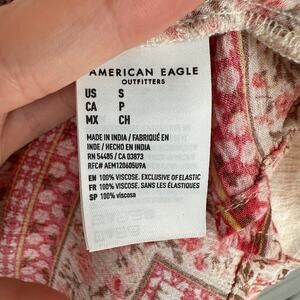 AMERICAN EAGLE
OUTFITTERS
US S
CA P
MX CH
MADE IN INDIA / FABRIQUÉ EN
INDE / HECHO EN INDIA
RN 54485 / CA 03873
RFC# AEM120605U9A
EN 100% VISCOSE. EXCLUSIVE OF ELASTIC
FR 100% VISCOSE. SANS LES ÉLASTIQUES
SP 100% viscosa